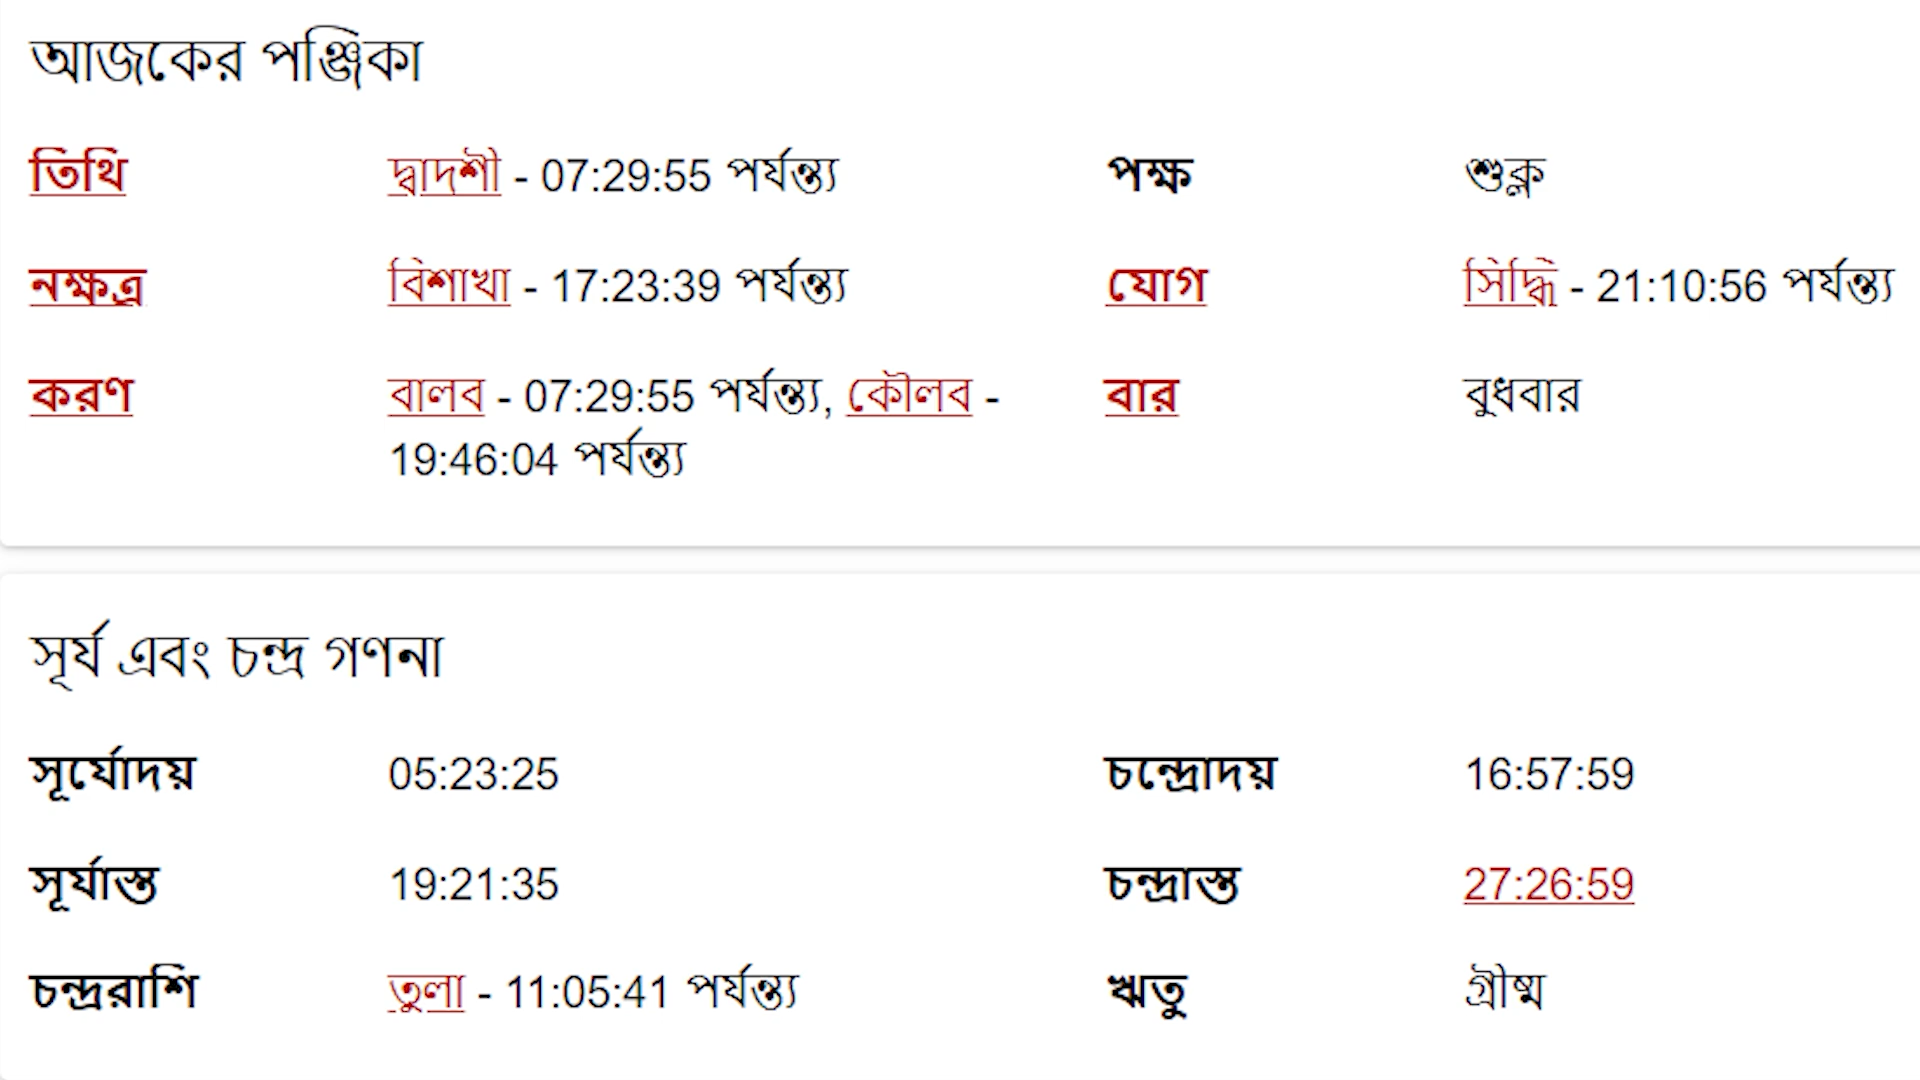 আজকের পঞ্জিকা
তিথি দ্বাদশী - 07:29:55 পর্যন্ত্য পক্ষ শুক্ল
নক্ষত্র বিশাখা - 17:23:39 পর্যন্ত্য যোগ সিদ্ধি - 21:10:56 পর্যন্ত্য
করণ বালব - 07:29:55 পর্যন্ত্য, কৌলব - বার বুধবার
19:46:04 পর্যন্ত্য
সূর্য এবং চন্দ্র গণনা
সূর্যোদয় 05:23:25 চন্দ্রোদয় 16:57:59
সূর্যাস্ত 19:21:35 চন্দ্রাস্ত 27:26:59
চন্দ্ররাশি তুলা - 11:05:41 পর্যন্ত্য ঋতু গ্রীষ্ম